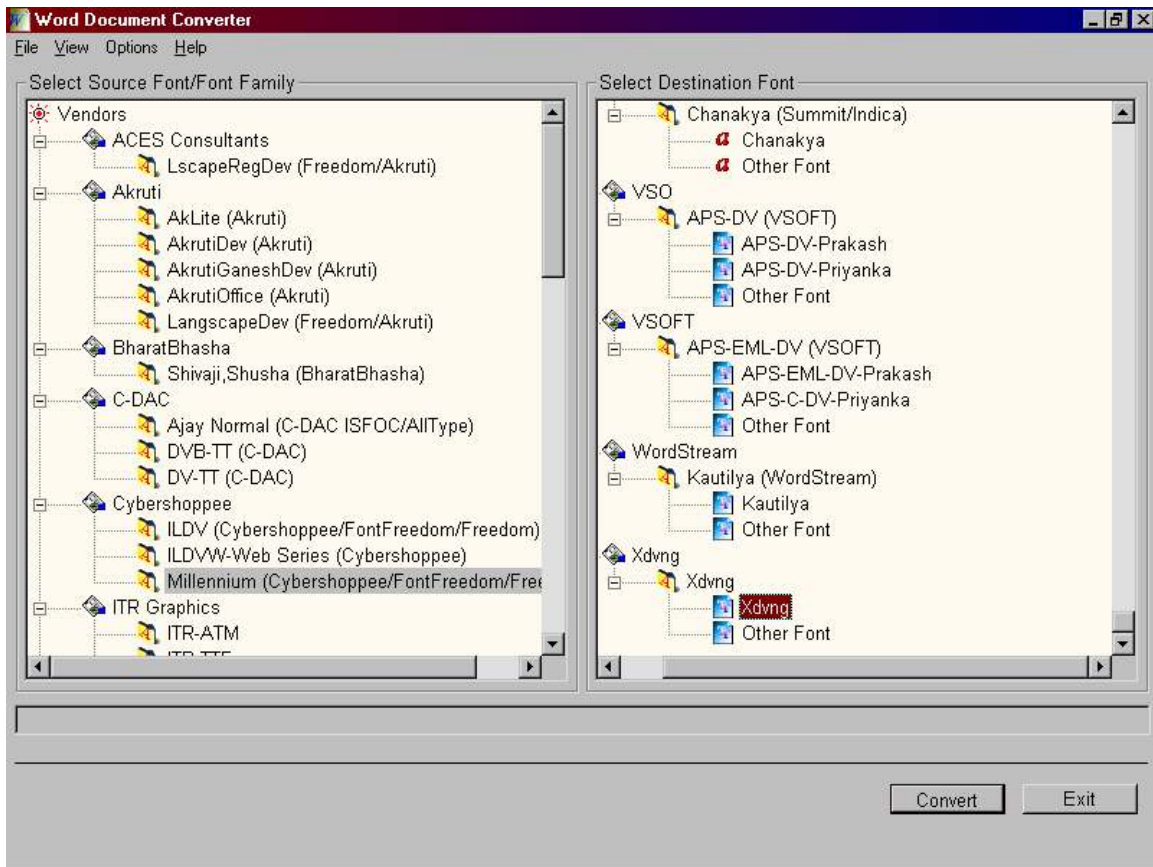 Word Document Converter
File View Options Help
Select Source Font/Font Family
Vendors
ACES Consultants
LscapeRegDev (Freedom/Akruti)
Akruti
AkLite (Akruti)
AkrutiDev (Akruti)
AkrutiGaneshDev (Akruti)
AkrutiOffice (Akruti)
LangscapeDev (Freedom/Akruti)
BharatBhasha
Shivaji,Shusha (BharatBhasha)
C-DAC
Ajay Normal (C-DAC ISFOC/AllType)
DVB-TT (C-DAC)
DV-TT (C-DAC)
Cybershoppee
ILDV (Cybershoppee/FontFreedom/Freedom)
ILDVW-Web Series (Cybershoppee)
Millennium (Cybershoppee/FontFreedom/Free
ITR Graphics
ITR-ATM
Select Destination Font
Chanakya (Summit/Indica)
Chanakya
Other Font
VSO
APS-DV (VSOFT)
APS-DV-Prakash
APS-DV-Priyanka
Other Font
VSOFT
APS-EML-DV (VSOFT)
APS-EML-DV-Prakash
APS-C-DV-Priyanka
Other Font
WordStream
Kautilya (WordStream)
Kautilya
Other Font
Xdvng
Xdvng
Xdvng
Other Font
Convert Exit